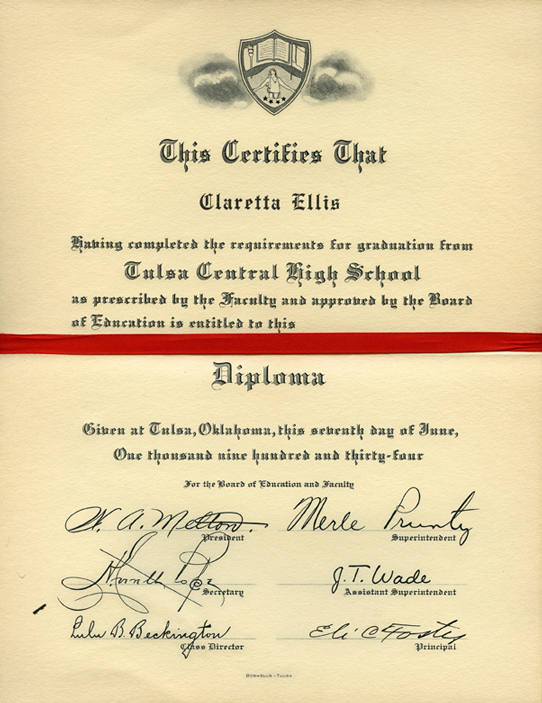 This Certifies That
Claretta Ellis
Having completed the requirements for graduation from
Tulsa Central High School
as prescribed by the Faculty and approved by the Board
of Education is entitled to this
Diploma
Given at Tulsa, Oklahoma, this seventh day of June,
One thousand nine hundred and thirty-four
For the Board of Education and Faculty
W. A. Melton. Merle Prunty
President Superintendent
J. T. Wade
Secretary Assistant Superintendent
Lulu B. Beckington Eli C Foster
Class Director Principal